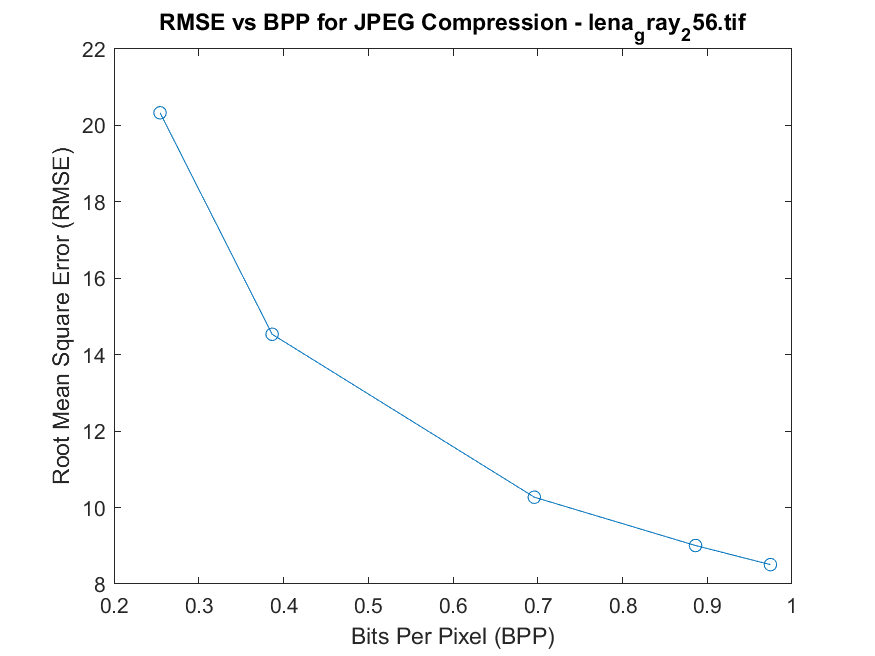 RMSE vs BPP for JPEG Compression - lena_gray_256.tif
22
20
18
16
14
12
10
8
Root Mean Square Error (RMSE)
0.2 0.3 0.4 0.5 0.6 0.7 0.8 0.9 1
Bits Per Pixel (BPP)